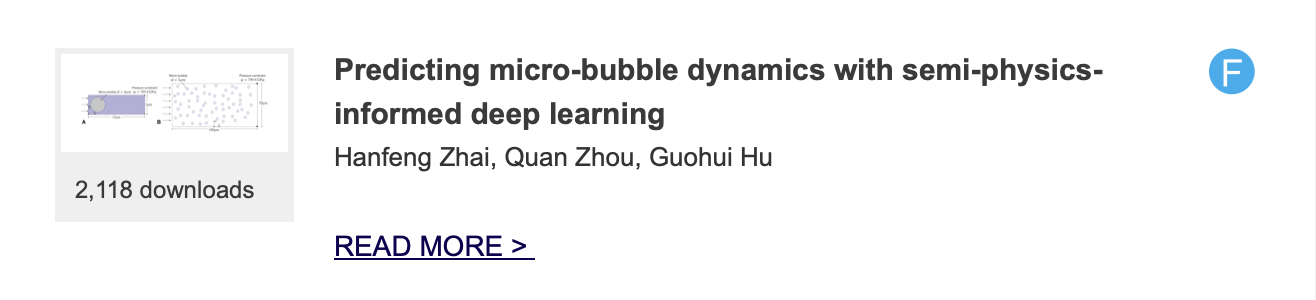 Predicting micro-bubble dynamics with semi-physics-
informed deep learning
Hanfeng Zhai, Quan Zhou, Guohui Hu
READ MORE >
2,118 downloads
F
A
B